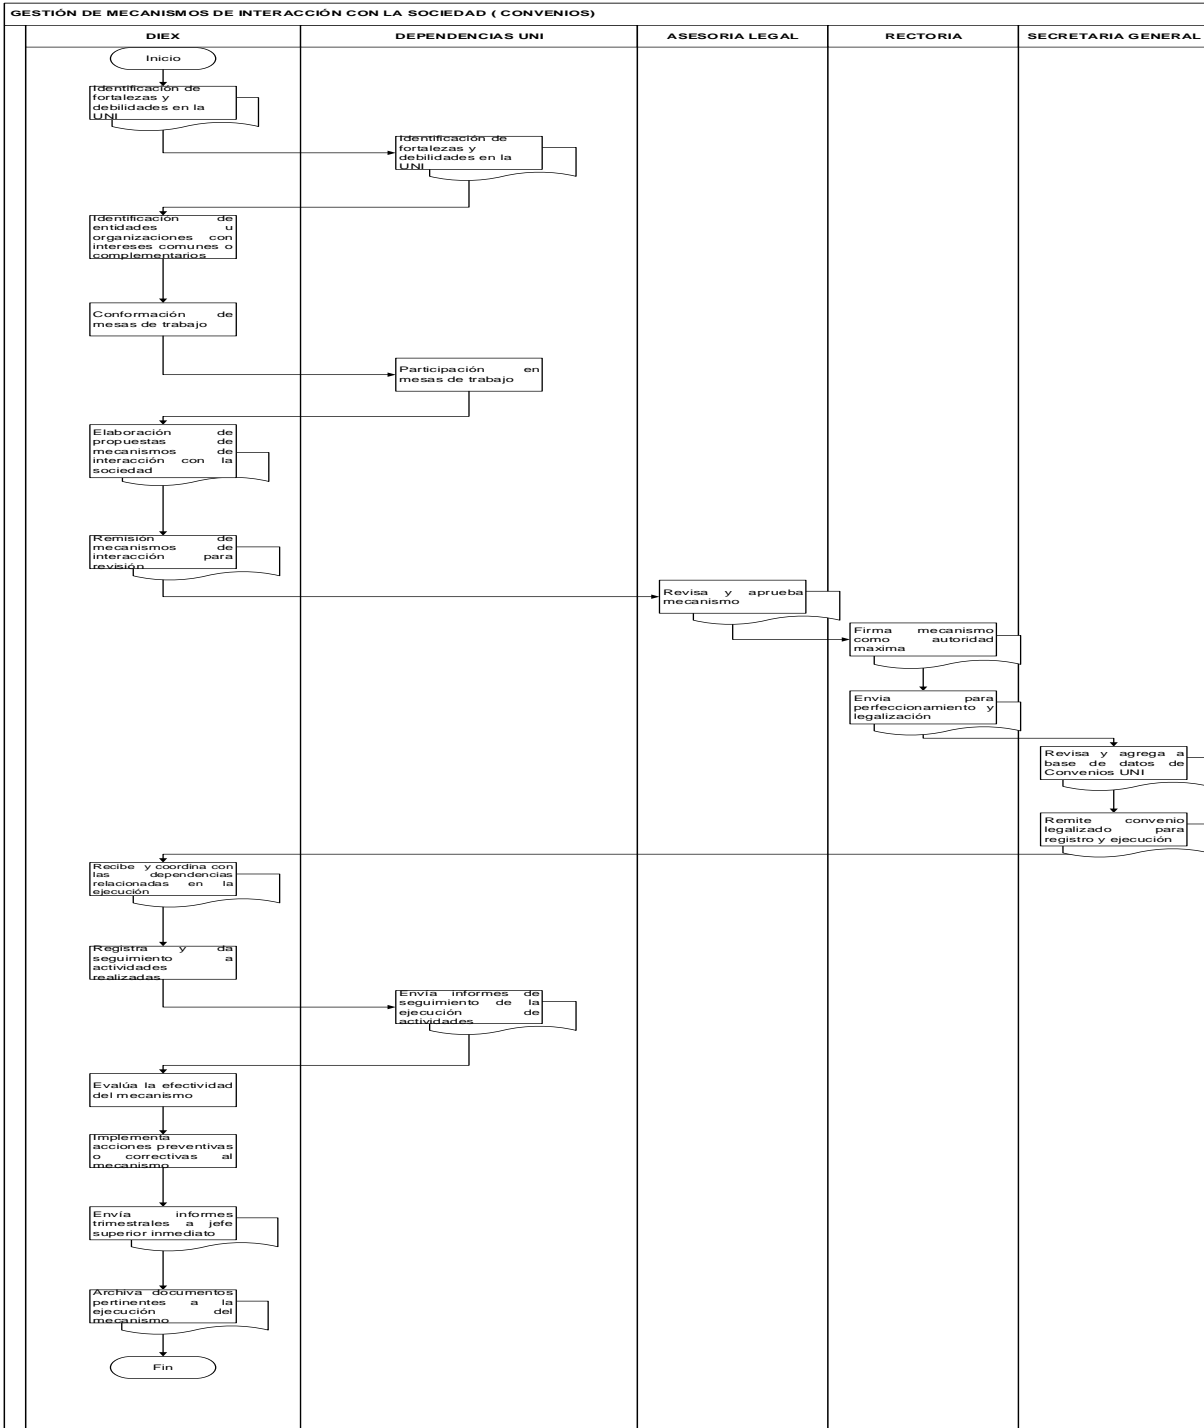 GESTIÓN DE MECANISMOS DE INTERACCIÓN CON LA SOCIEDAD ( CONVENIOS)
DIEX
DEPENDENCIAS UNI
ASESORIA LEGAL
RECTORIA
SECRETARIA GENERAL
Inicio
Identificación de
fortalezas y
debilidades en la
UNI
Identificación de
fortalezas y
debilidades en la
UNI
Identificación de
entidades u
organizaciones con
intereses comunes o
complementarios
Conformación de
mesas de trabajo
Participación en
mesas de trabajo
Elaboración de
propuestas de
mecanismos de
interacción con la
sociedad
Remisión de
mecanismos de
interacción para
revisión
Revisa y aprueba
mecanismo
Firma mecanismo
como autoridad
maxima
Envia para
perfeccionamiento y
legalización
Revisa y agrega a
base de datos de
Convenios UNI
Remite convenio
legalizado para
registro y ejecución
Recibe y coordina con
las dependencias
relacionadas en la
ejecución
Registra y da
seguimiento a
actividades
realizadas
Envía informes de
seguimiento de la
ejecución de
actividades
Evalúa la efectividad
del mecanismo
Implementa
acciones preventivas
o correctivas al
mecanismo
Envía informes
trimestrales a jefe
superior inmediato
Archiva documentos
pertinentes a la
ejecución del
mecanismo
Fin